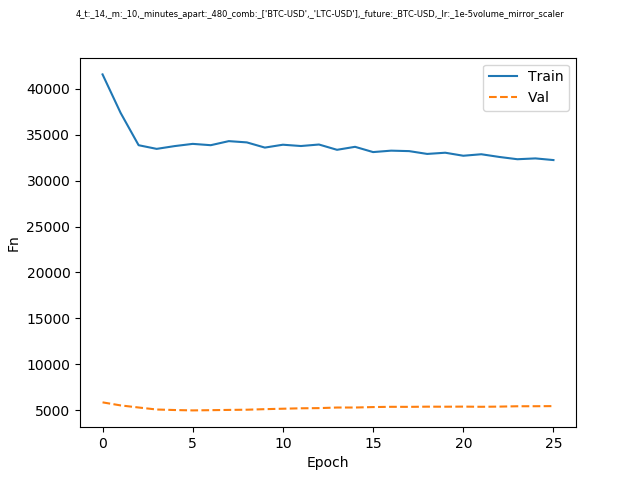 4_t:_14,_m:_10,_minutes_apart:_480_comb:_['BTC-USD',_'LTC-USD'],_future:_BTC-USD,_lr:_1e-5volume_mirror_scaler
Train
Val
40000
35000
30000
25000
20000
15000
10000
5000
Fn
0 5 10 15 20 25
Epoch